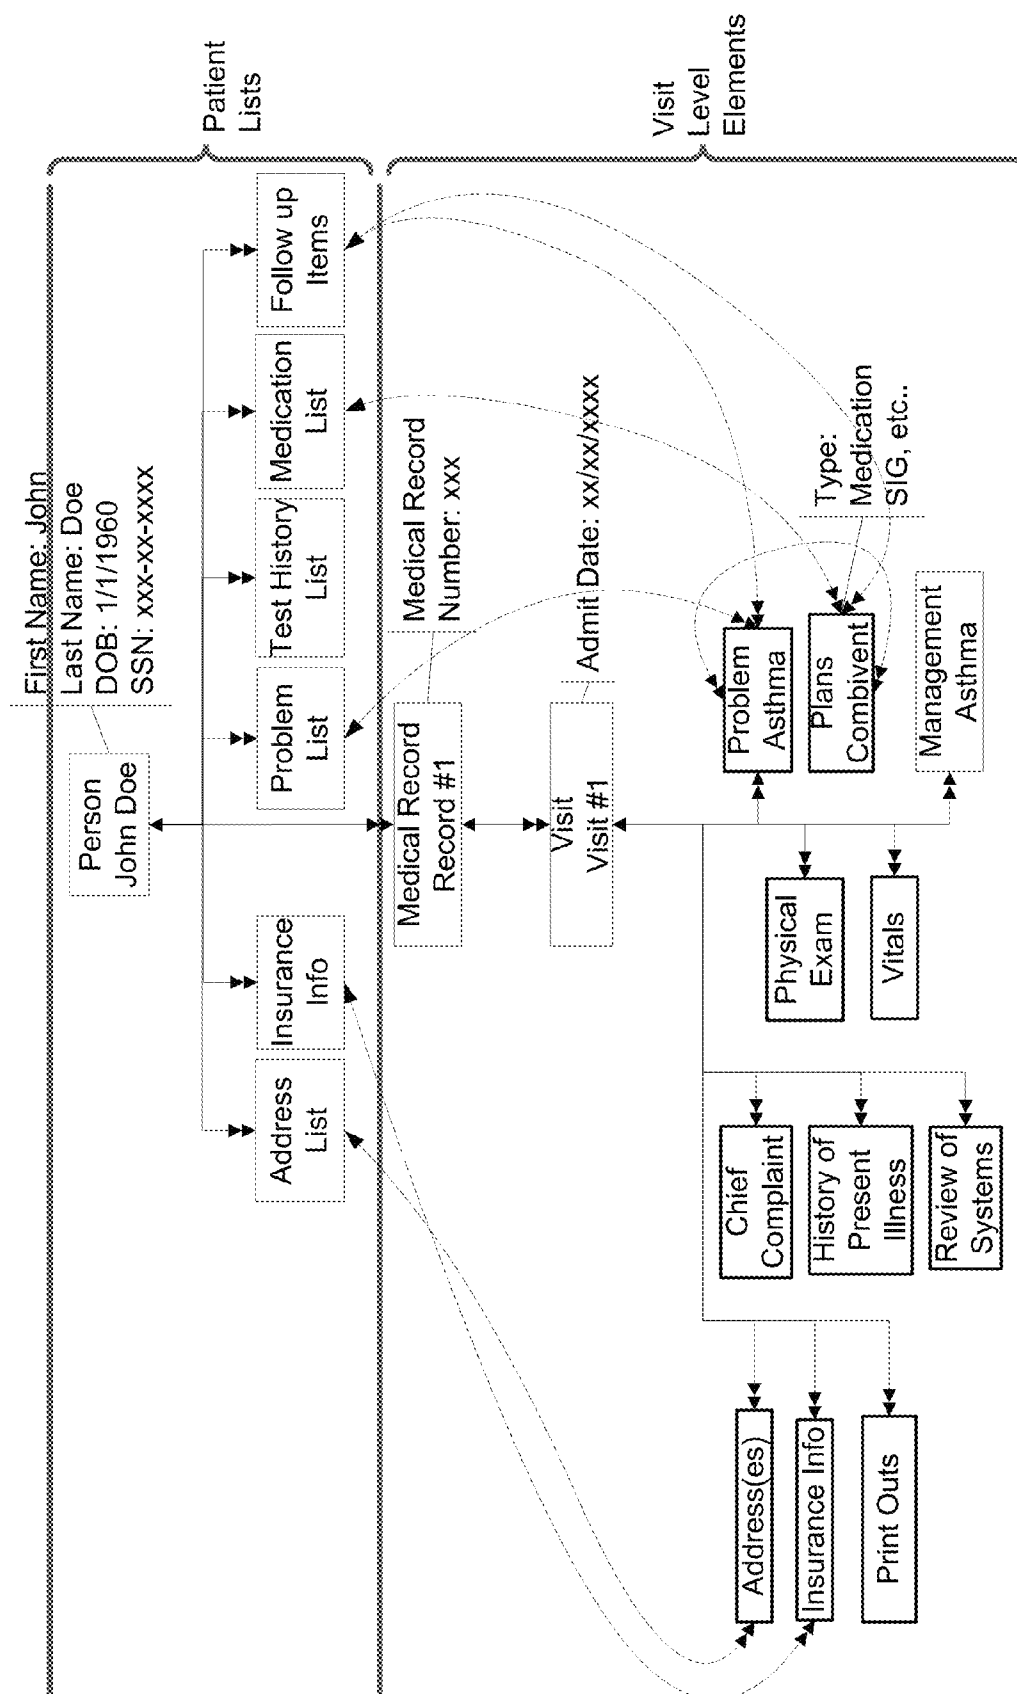 First Name: John
Last Name: Doe
DOB: 1/1/1960
SSN: xxx-xx-xxxx
Person
John Doe
Patient
Lists
Address
List
Insurance
Info
Problem
List
Test History
List
Medication
List
Follow up
Items
Medical Record
Record #1
Medical Record
Number: xxx
Visit
Level
Elements
Visit
Visit #1
Admit Date: xx/xx/xxxx
Address(es)
Insurance Info
Print Outs
Chief
Complaint
History of
Present
Illness
Review of
Systems
Physical
Exam
Vitals
Problem
Asthma
Plans
Combivent
Type:
Medication
SIG, etc..
Management
Asthma